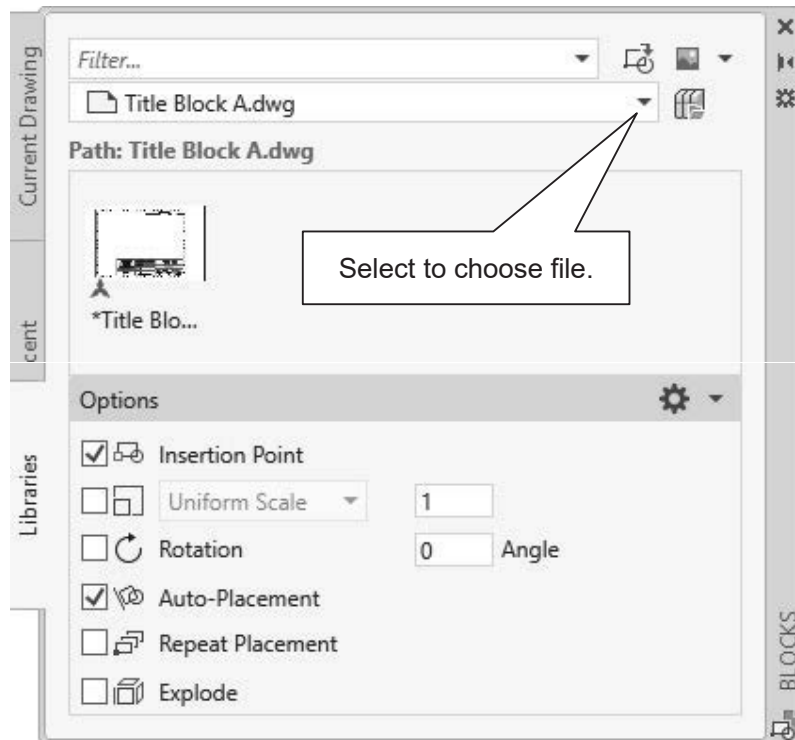 Current Drawing
Filter...
Title Block A.dwg
Path: Title Block A.dwg
Select to choose file.
*Title Blo...
cent
Options
Insertion Point
Libraries
Uniform Scale
1
Rotation
0
Angle
Auto-Placement
Repeat Placement
Explode
BLOCKS